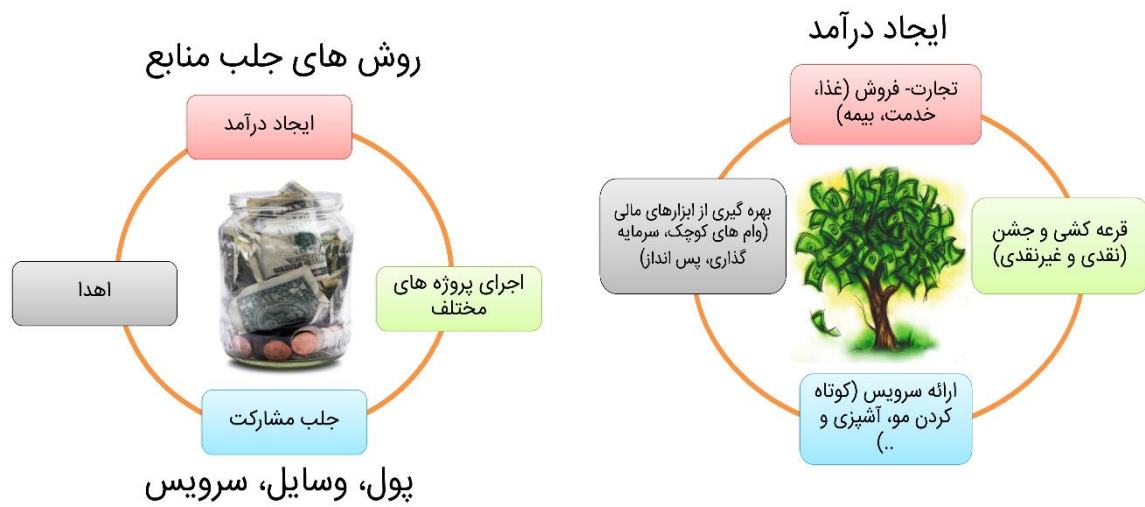 ایجاد درآمد
تجارت- فروش (غذا،
خدمت، بیمه)
قرعه کشی و جشن
(نقدی و غیرنقدی)
ارائه سرویس (کوتاه
کردن مو، آشپزی و
..)
بهره گیری از ابزارهای مالی
(وام های کوچک، سرمایه
گذاری، پس انداز)
روش های جلب منابع
ایجاد درآمد
اجرای پروژه های
مختلف
جلب مشارکت
اهدا
پول، وسایل، سرویس